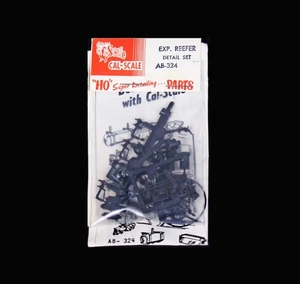 CAL-SCALE
EXP. REEFER
DETAIL SET
AB-324
"HO" Super Detailing... PARTS
with Cal-Scale
AB- 324